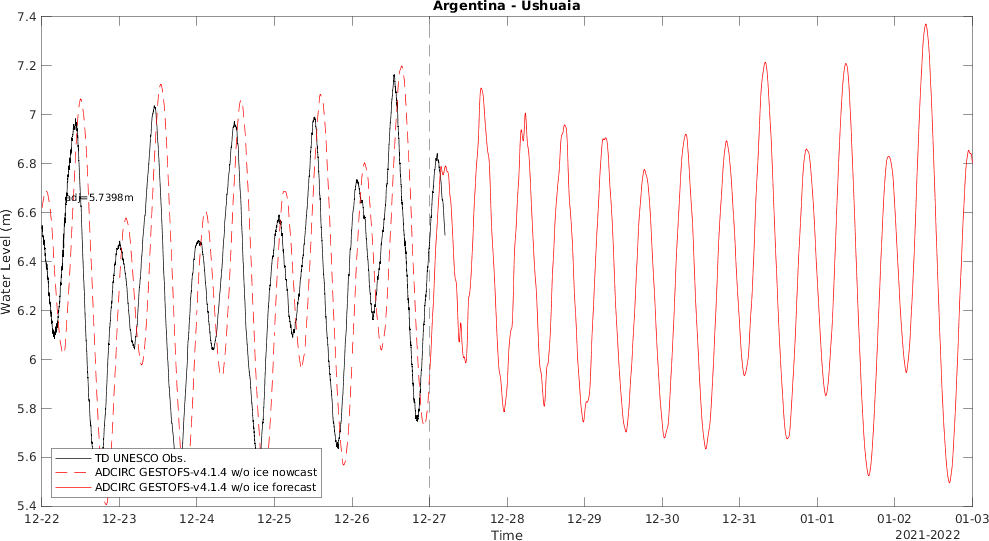 Argentina - Ushuaia
7.4
7.2
7
6.8
6.6
6.4
6.2
6
5.8
5.6
5.4
Water Level (m)
adj=5.7398m
TD UNESCO Obs.
ADCIRC GESTOFS-v4.1.4 w/o ice nowcast
ADCIRC GESTOFS-v4.1.4 w/o ice forecast
12-22 12-23 12-24 12-25 12-26 12-27 12-28 12-29 12-30 12-31 01-01 01-02 01-03
Time
2021-2022